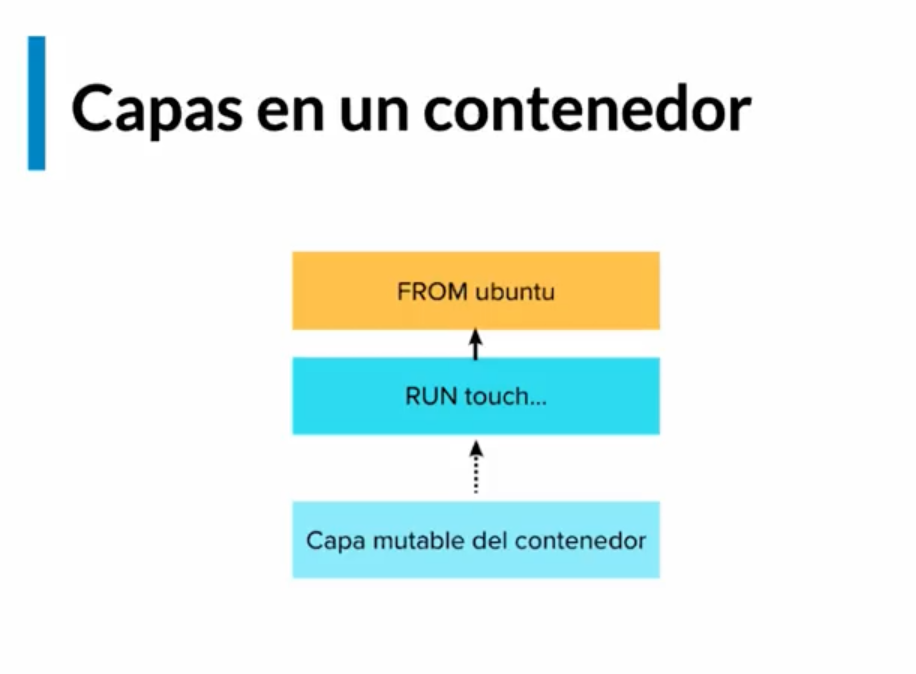 Capas en un contenedor
FROM ubuntu
RUN touch...
Capa mutable del contenedor